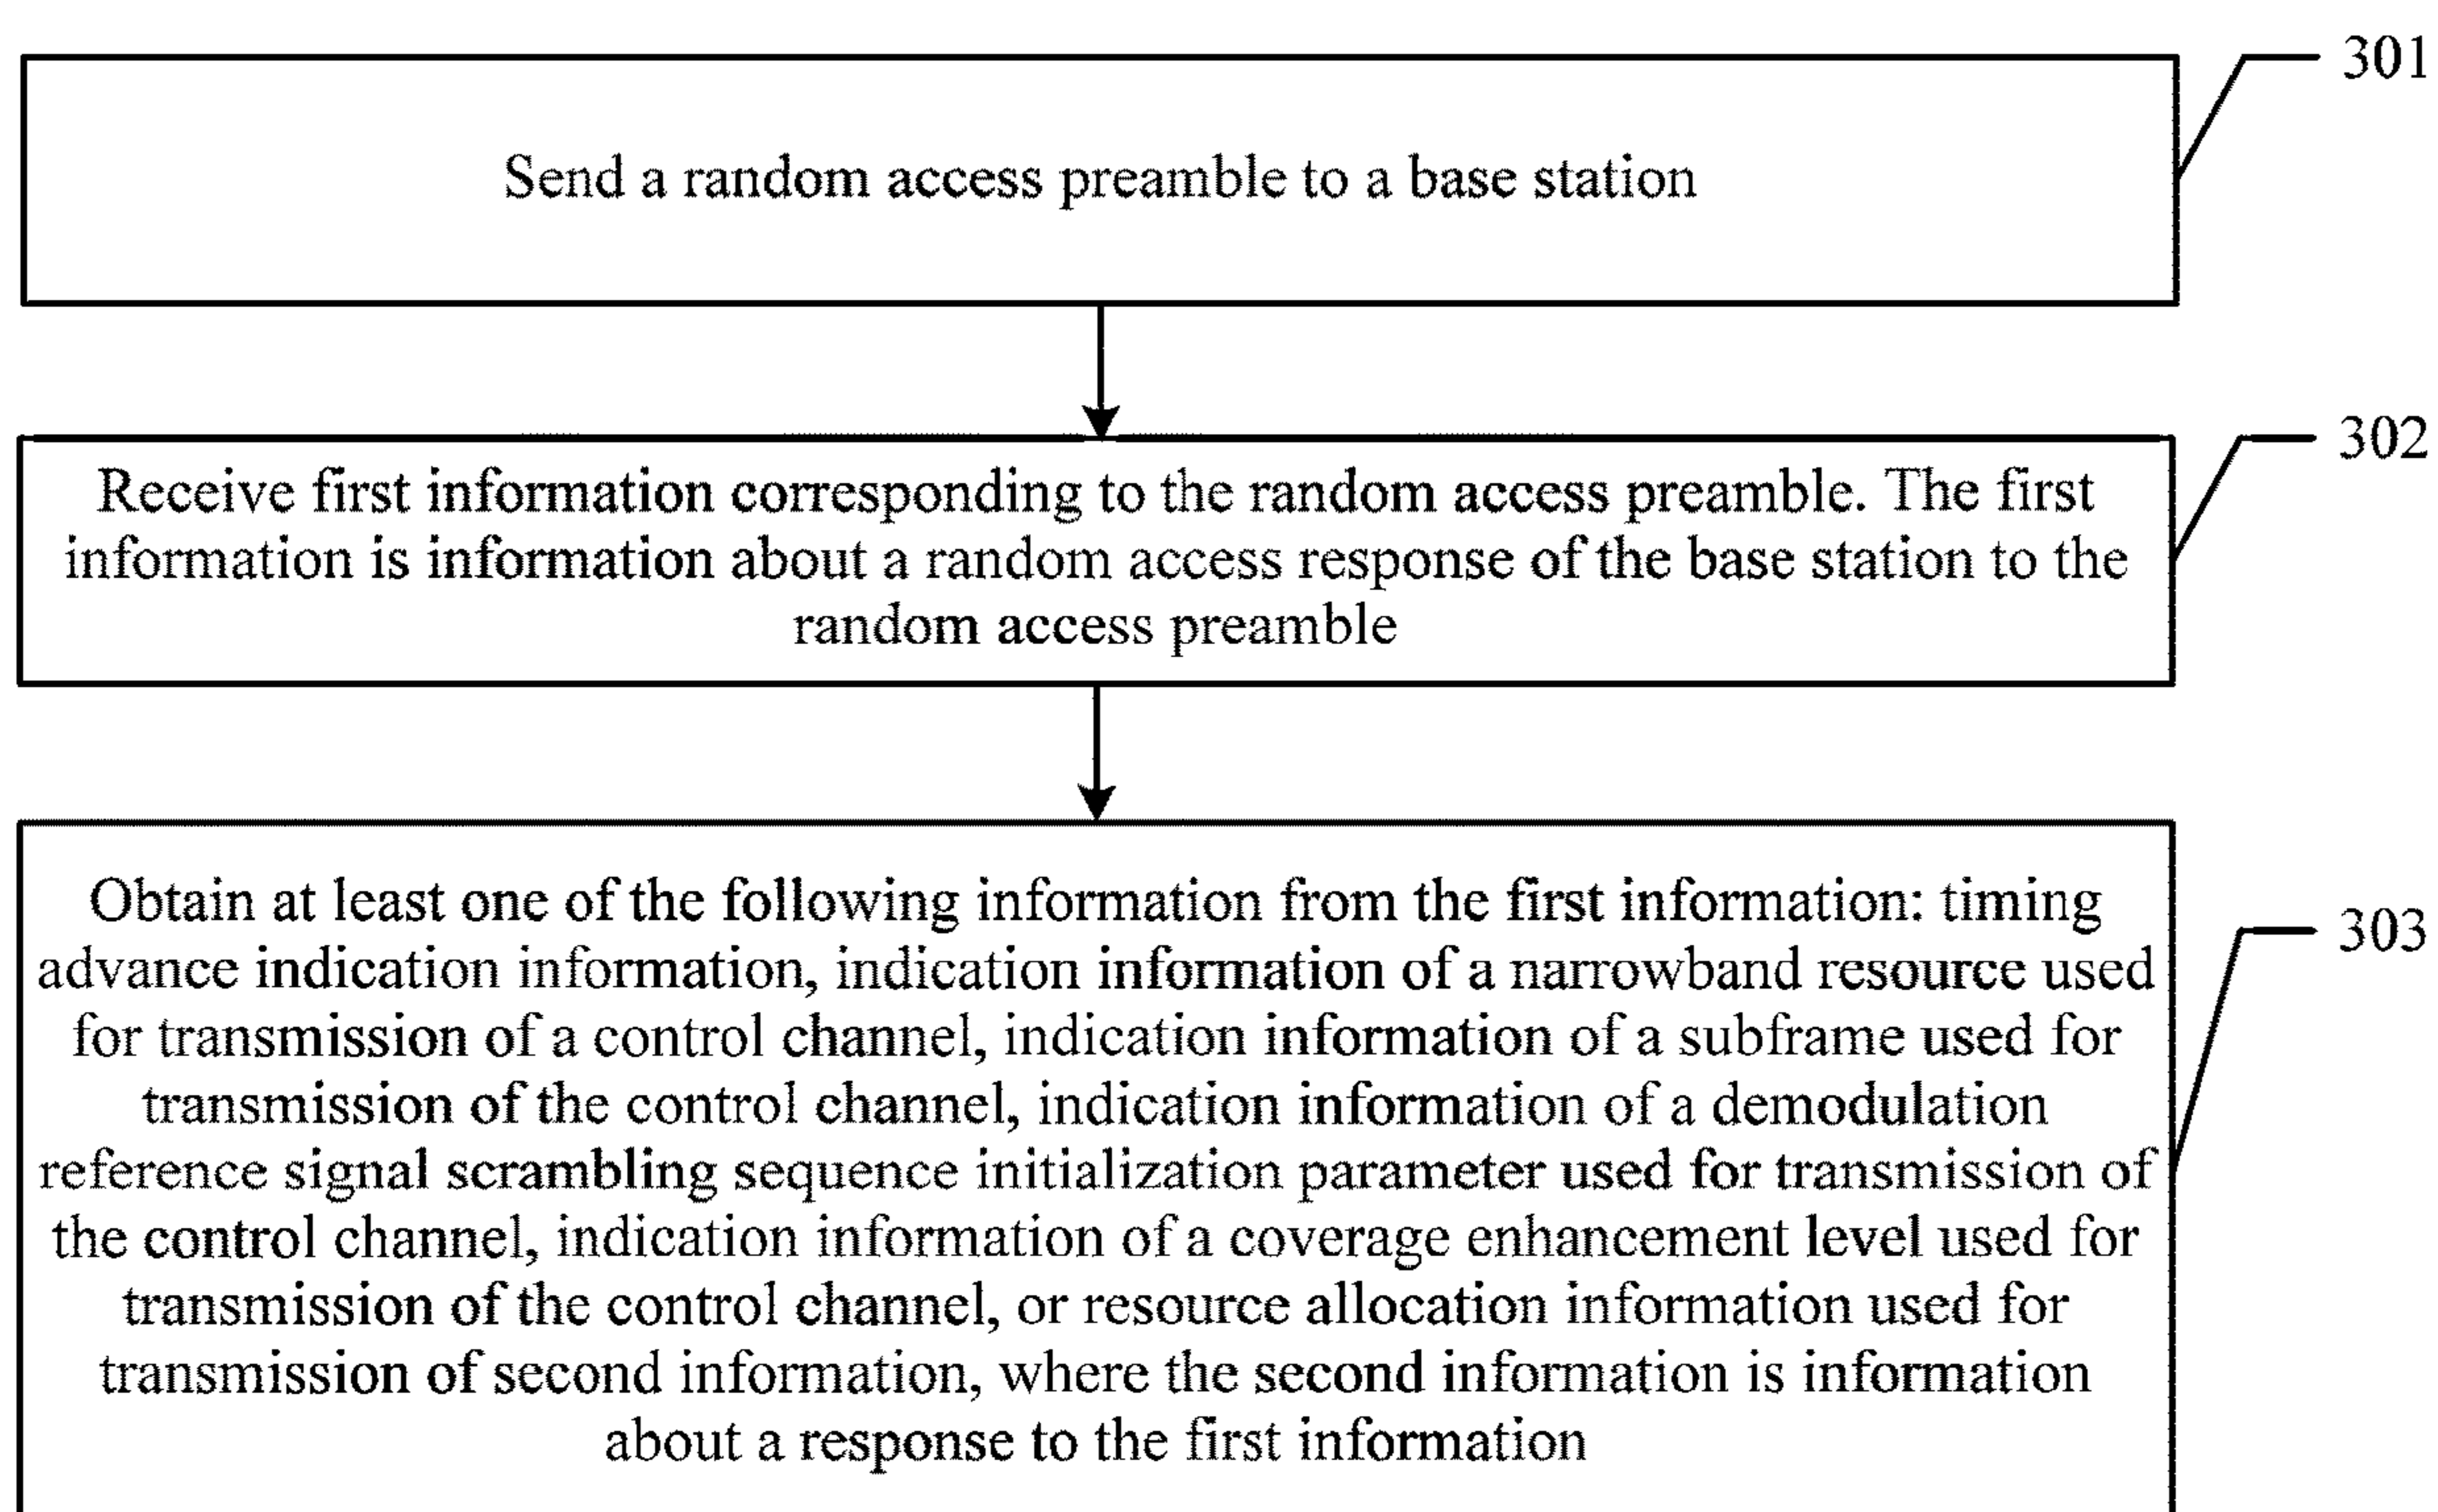 301
Send a random access preamble to a base station
302
Receive first information corresponding to the random access preamble. The first
information is information about a random access response of the base station to the
random access preamble
303
Obtain at least one of the following information from the first information: timing
advance indication information, indication information of a narrowband resource used
for transmission of a control channel, indication information of a subframe used for
transmission of the control channel, indication information of a demodulation
reference signal scrambling sequence initialization parameter used for transmission of
the control channel, indication information of a coverage enhancement level used for
transmission of the control channel, or resource allocation information used for
transmission of second information, where the second information is information
about a response to the first information